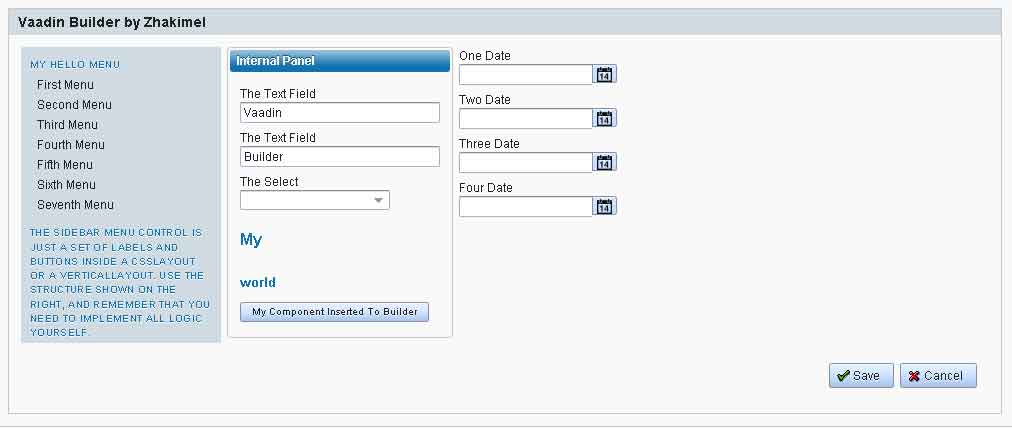 Vaadin Builder by Zhakimel
MY HELLO MENU
First Menu
Second Menu
Third Menu
Fourth Menu
Fifth Menu
Sixth Menu
Seventh Menu
THE SIDEBAR MENU CONTROL IS
JUST A SET OF LABELS AND
BUTTONS INSIDE A CSSLAYOUT
OR A VERTICALLAYOUT. USE THE
STRUCTURE SHOWN ON THE
RIGHT, AND REMEMBER THAT YOU
NEED TO IMPLEMENT ALL LOGIC
YOURSELF.
Internal Panel
The Text Field
Vaadin
The Text Field
Builder
The Select
My
world
My Component Inserted To Builder
One Date
14
Two Date
14
Three Date
14
Four Date
14
Save
Cancel